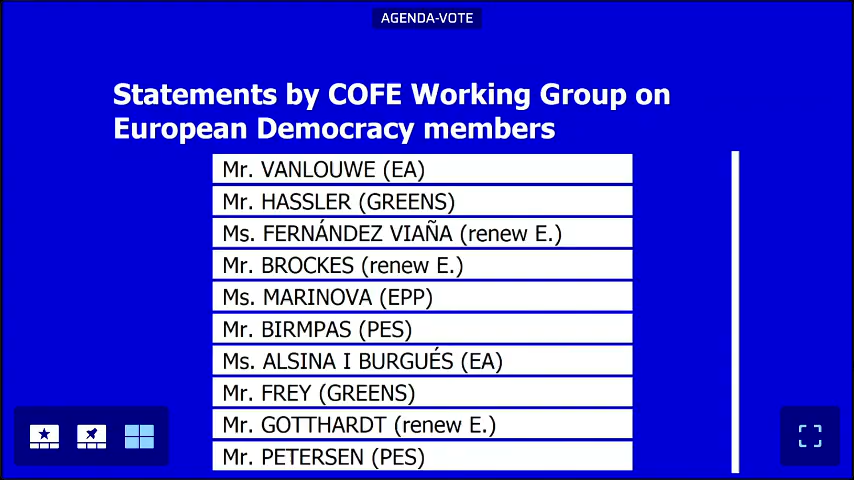 AGENDA-VOTE
Statements by COFE Working Group on
European Democracy members
Mr. VANLOUWE (EA)
Mr. HASSLER (GREENS)
Ms. FERNÁNDEZ VIAÑA (renew E.)
Mr. BROCKES (renew E.)
Ms. MARINOVA (EPP)
Mr. BIRMPAS (PES)
Ms. ALSINA I BURGUÉS (EA)
Mr. FREY (GREENS)
Mr. GOTTHARDT (renew E.)
Mr. PETERSEN (PES)